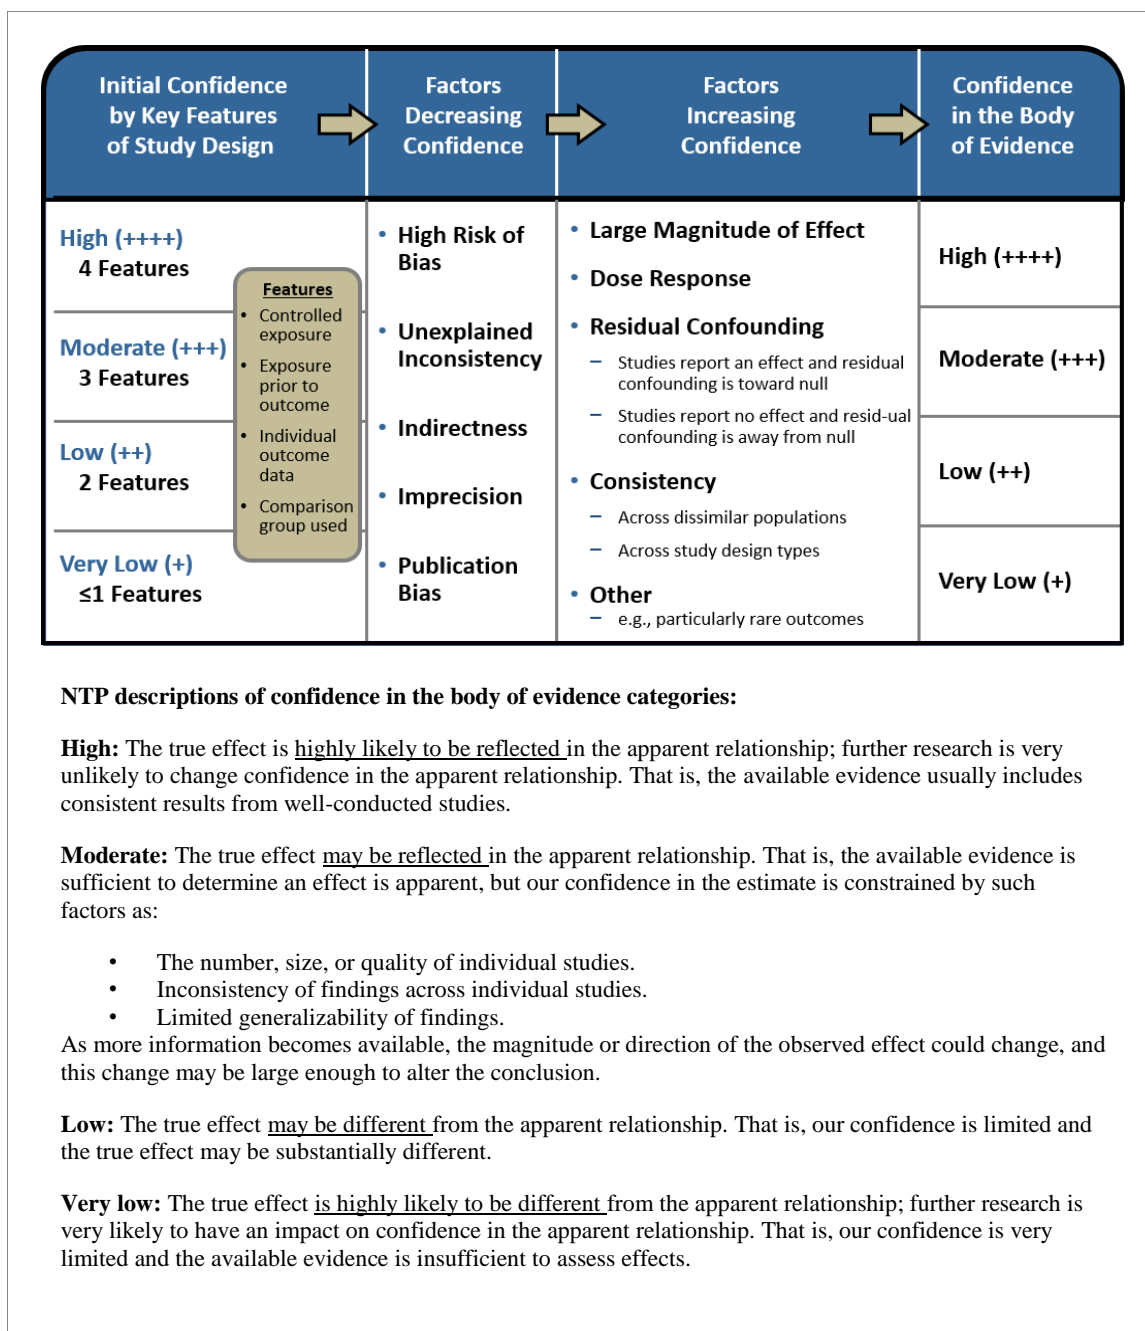 Initial Confidence
by Key Features
of Study Design
Factors
Decreasing
Confidence
Factors
Increasing
Confidence
Confidence
in the Body
of Evidence
High (++++)
4 Features
Moderate (+++)
3 Features
Low (++)
2 Features
Very Low (+)
≤1 Features
Features
• Controlled
exposure
• Exposure
prior to
outcome
• Individual
outcome
data
• Comparison
group used
• High Risk of
Bias
• Unexplained
Inconsistency
• Indirectness
• Imprecision
• Publication
Bias
• Large Magnitude of Effect
• Dose Response
• Residual Confounding
– Studies report an effect and residual
confounding is toward null
– Studies report no effect and resid-ual
confounding is away from null
• Consistency
– Across dissimilar populations
– Across study design types
• Other
– e.g., particularly rare outcomes
High (++++)
Moderate (+++)
Low (++)
Very Low (+)
NTP descriptions of confidence in the body of evidence categories:
High: The true effect is highly likely to be reflected in the apparent relationship; further research is very
unlikely to change confidence in the apparent relationship. That is, the available evidence usually includes
consistent results from well-conducted studies.
Moderate: The true effect may be reflected in the apparent relationship. That is, the available evidence is
sufficient to determine an effect is apparent, but our confidence in the estimate is constrained by such
factors as:
• The number, size, or quality of individual studies.
• Inconsistency of findings across individual studies.
• Limited generalizability of findings.
As more information becomes available, the magnitude or direction of the observed effect could change, and
this change may be large enough to alter the conclusion.
Low: The true effect may be different from the apparent relationship. That is, our confidence is limited and
the true effect may be substantially different.
Very low: The true effect is highly likely to be different from the apparent relationship; further research is
very likely to have an impact on confidence in the apparent relationship. That is, our confidence is very
limited and the available evidence is insufficient to assess effects.